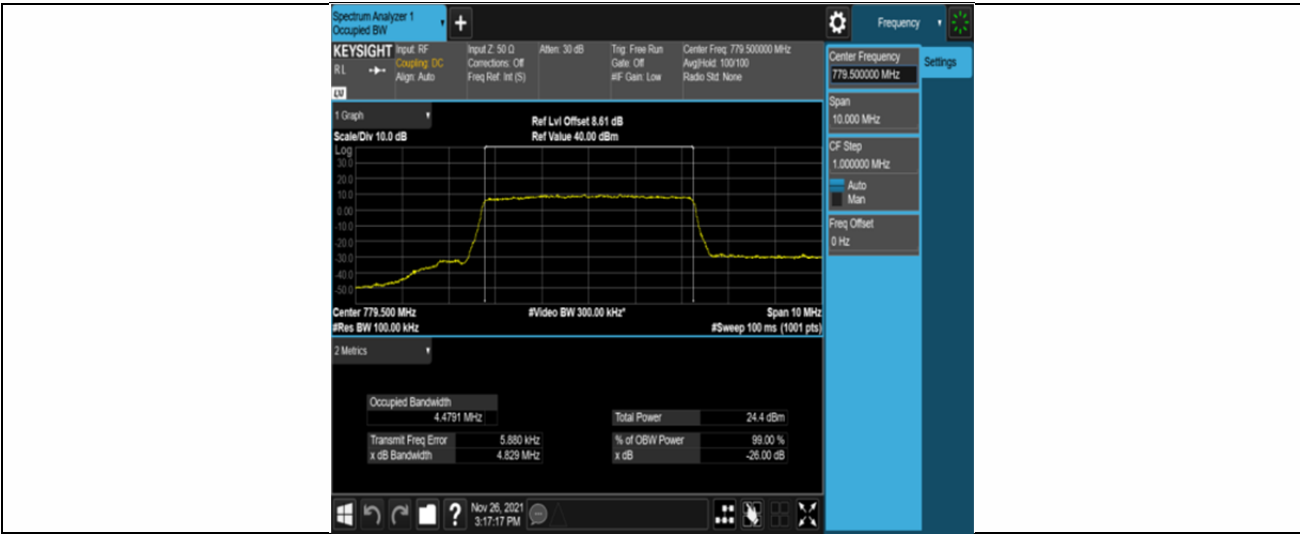 Spectrum Analyzer 1
Occupied BW
+
Frequency
KEYSIGHT
Input: RF
Coupling: DC
Align: Auto
Input Z: 50 Ω
Corrections: Off
Freq Ref: Int (S)
Atten: 30 dB
Trig: Free Run
Gate: Off
#IF Gain: Low
Center Freq: 779.500000 MHz
Avg|Hold: 100/100
Radio Std: None
R L
LXI
Center Frequency
779.500000 MHz
Settings
Span
10.000 MHz
CF Step
1.000000 MHz
Auto
Man
Freq Offset
0 Hz
1 Graph
Ref Lvl Offset 8.61 dB
Scale/Div 10.0 dB
Ref Value 40.00 dBm
Log
30.0
20.0
10.0
0.00
-10.0
-20.0
-30.0
-40.0
-50.0
Center 779.500 MHz
#Video BW 300.00 kHz*
Span 10 MHz
#Res BW 100.00 kHz
#Sweep 100 ms (1001 pts)
2 Metrics
Occupied Bandwidth
4.4791 MHz
Total Power 24.4 dBm
Transmit Freq Error 5.880 kHz
% of OBW Power 99.00 %
x dB Bandwidth 4.829 MHz
x dB -26.00 dB
?
Nov 26, 2021
3:17:17 PM